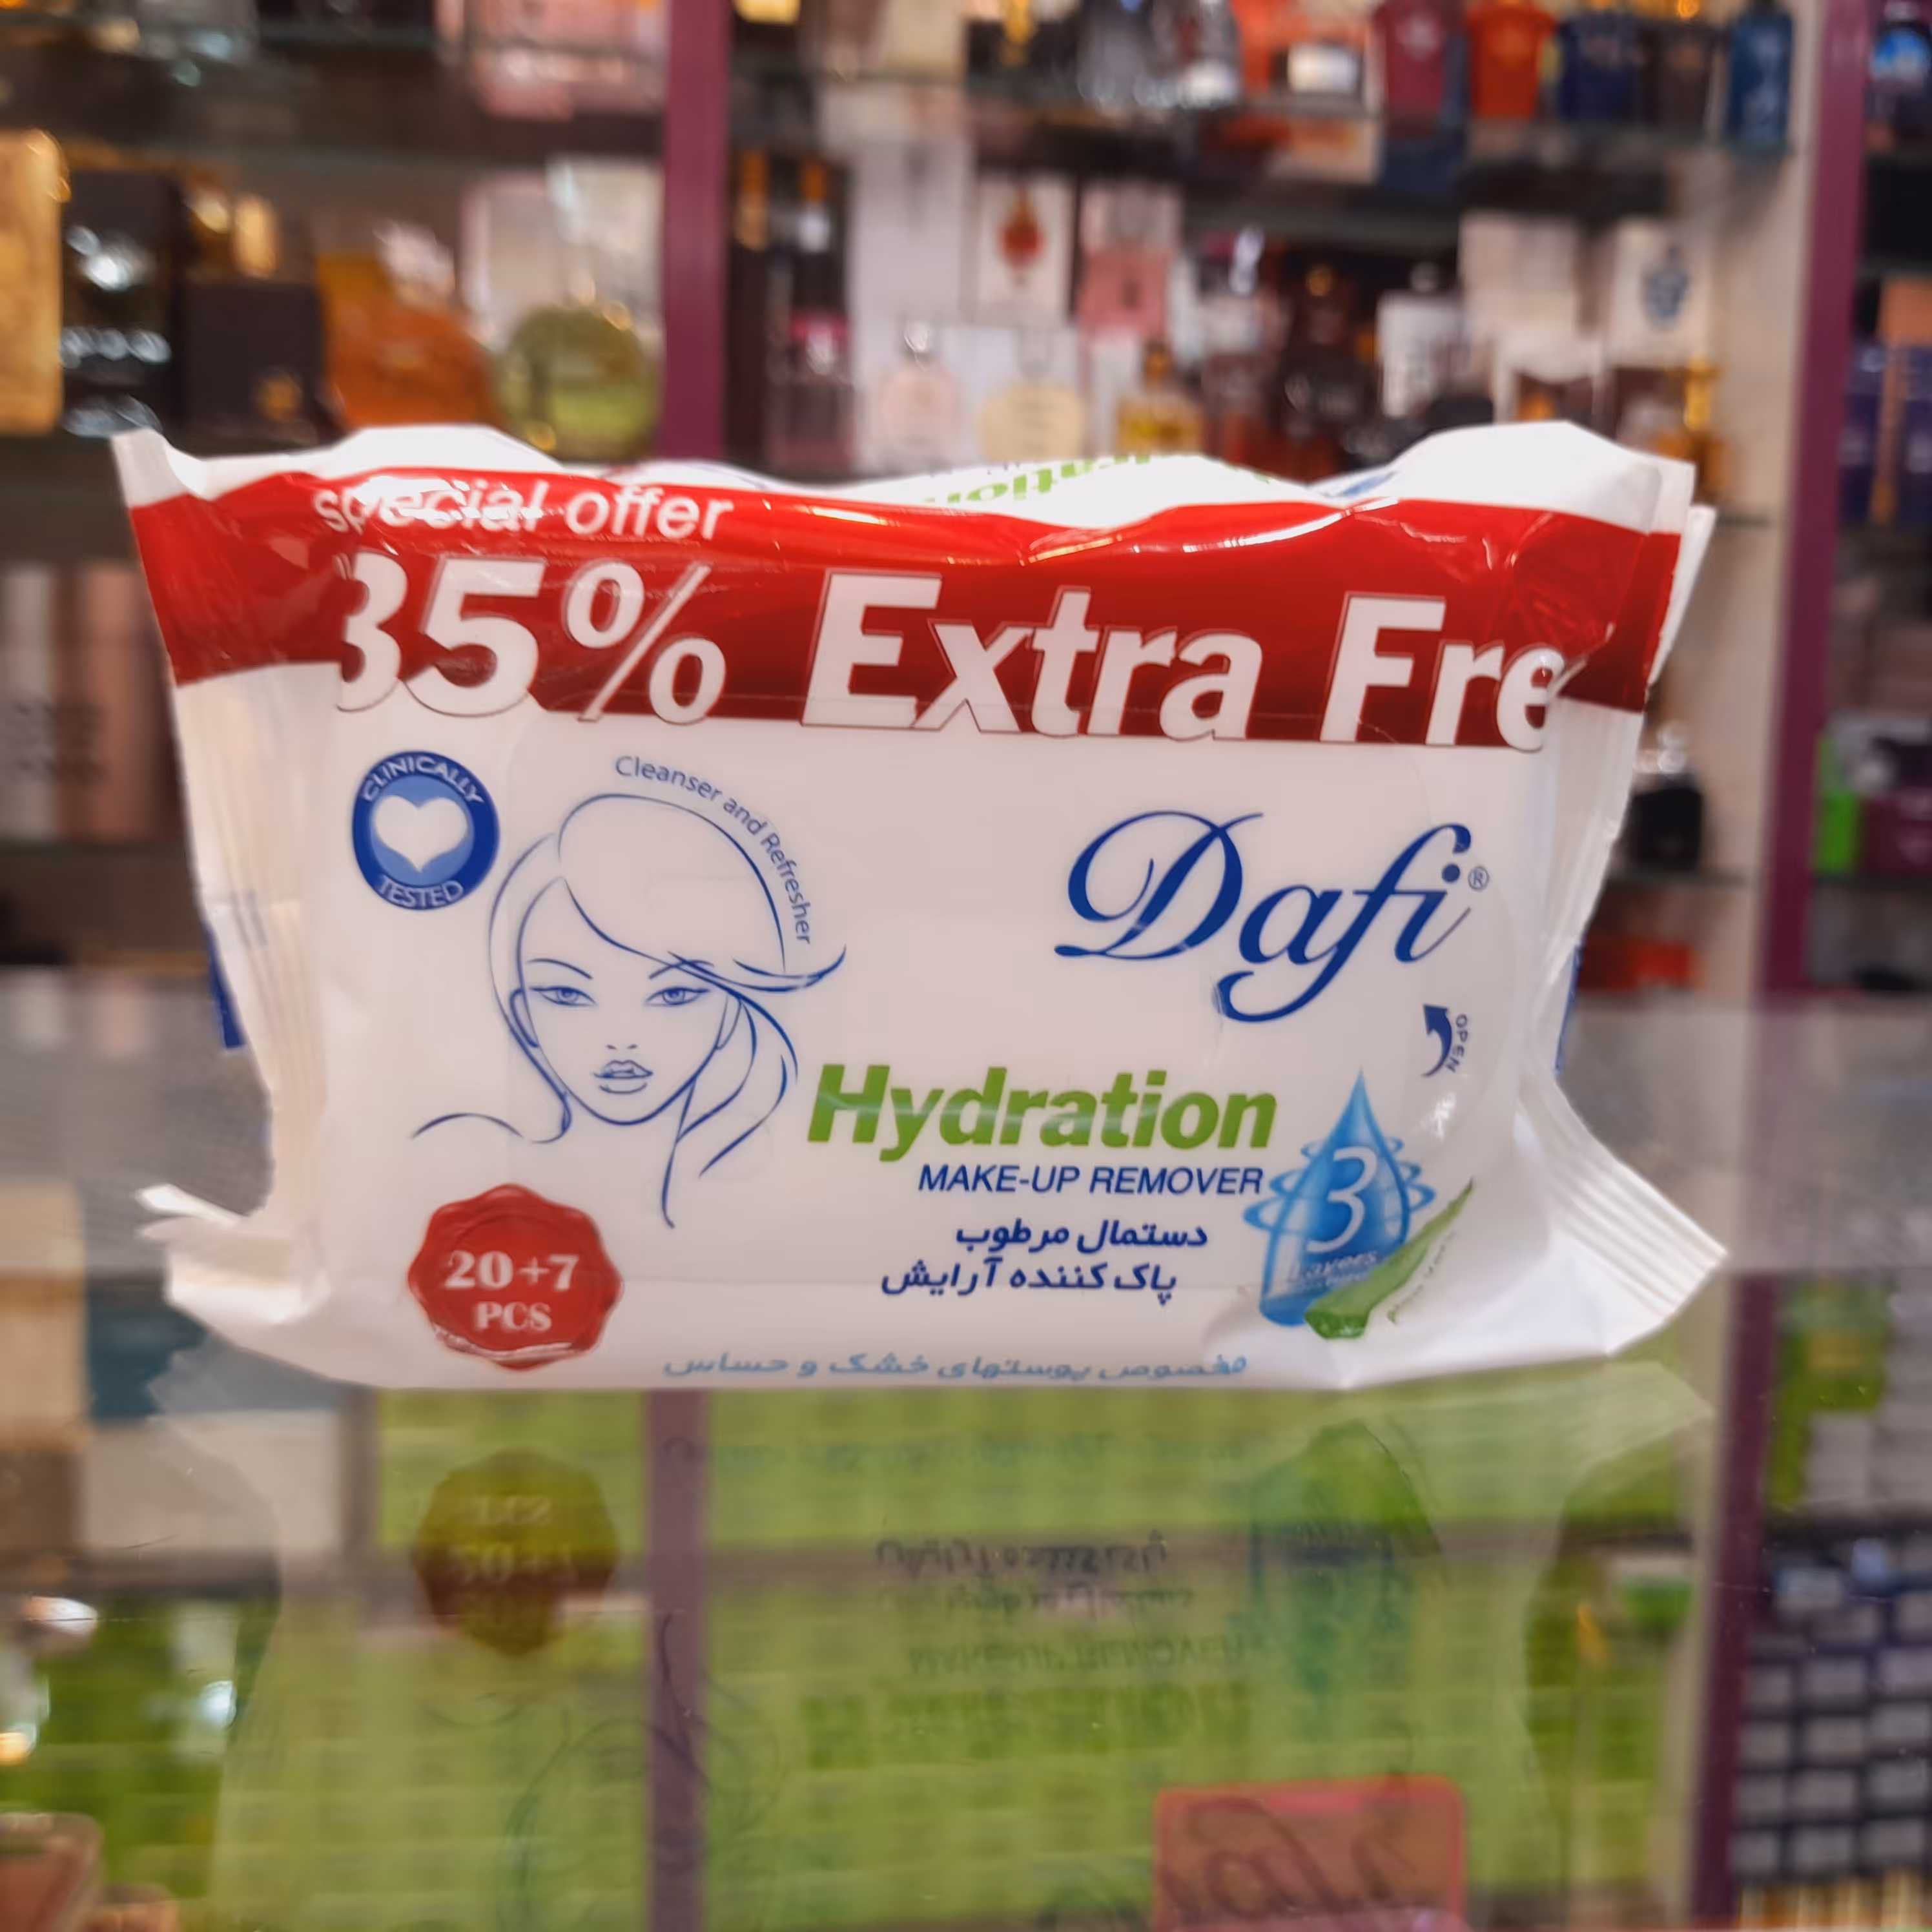 special offer
35% Extra Fre
CLINICALLY
TESTED
Cleanser and Refresher
Dafi®
OPEN
Hydration
MAKE-UP REMOVER
3
Layers
دستمال مرطوب
پاک کننده آرایش
20+7
PCS
مخصوص پوستهای خشک و حساس